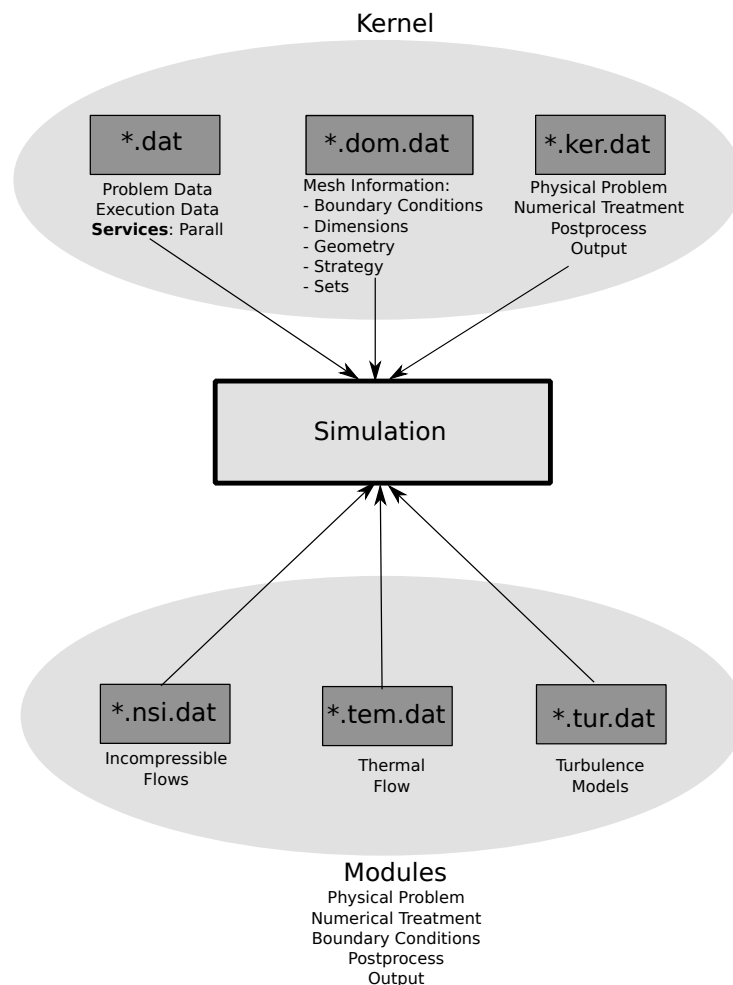 Kernel
*.dat
Problem Data
Execution Data
Services: Parall
*.dom.dat
Mesh Information:
- Boundary Conditions
- Dimensions
- Geometry
- Strategy
- Sets
*.ker.dat
Physical Problem
Numerical Treatment
Postprocess
Output
Simulation
*.nsi.dat
Incompressible
Flows
*.tem.dat
Thermal
Flow
*.tur.dat
Turbulence
Models
Modules
Physical Problem
Numerical Treatment
Boundary Conditions
Postprocess
Output